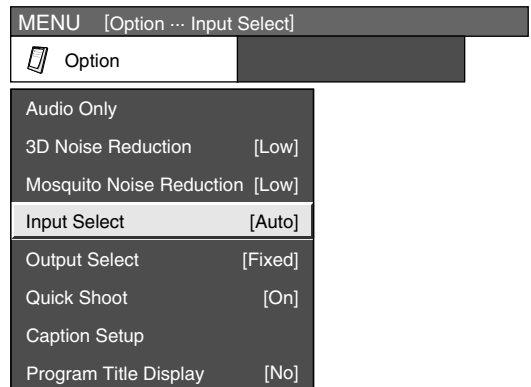 MENU [Option ··· Input Select]
Option
Audio Only
3D Noise Reduction [Low]
Mosquito Noise Reduction [Low]
Input Select [Auto]
Output Select [Fixed]
Quick Shoot [On]
Caption Setup
Program Title Display [No]